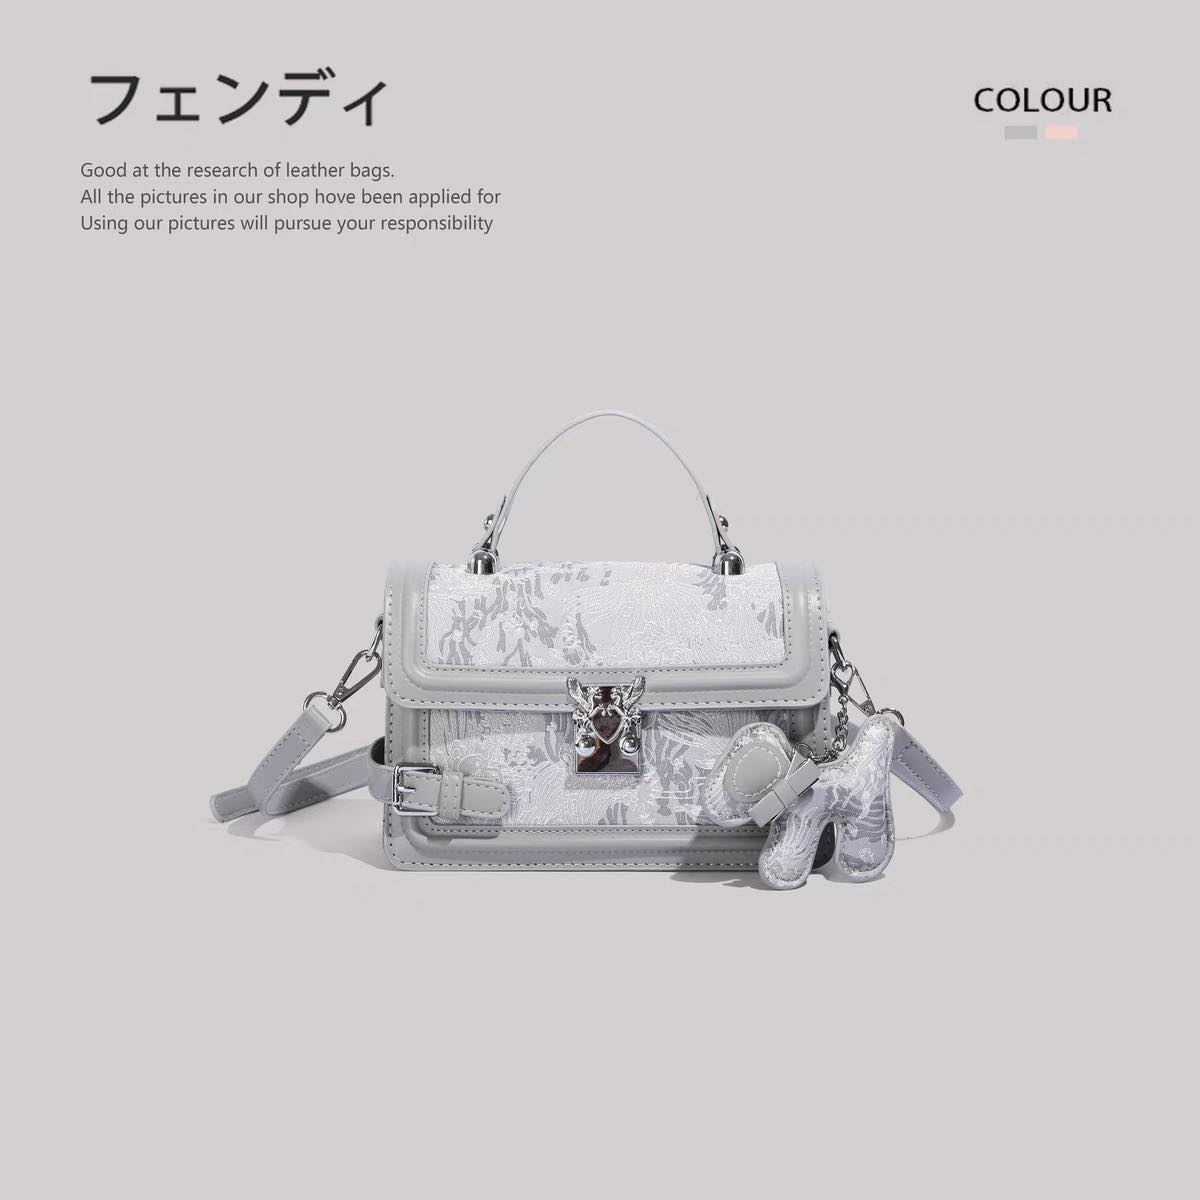 フェンディ
COLOUR
Good at the research of leather bags.
All the pictures in our shop hove been applied for
Using our pictures will pursue your responsibility